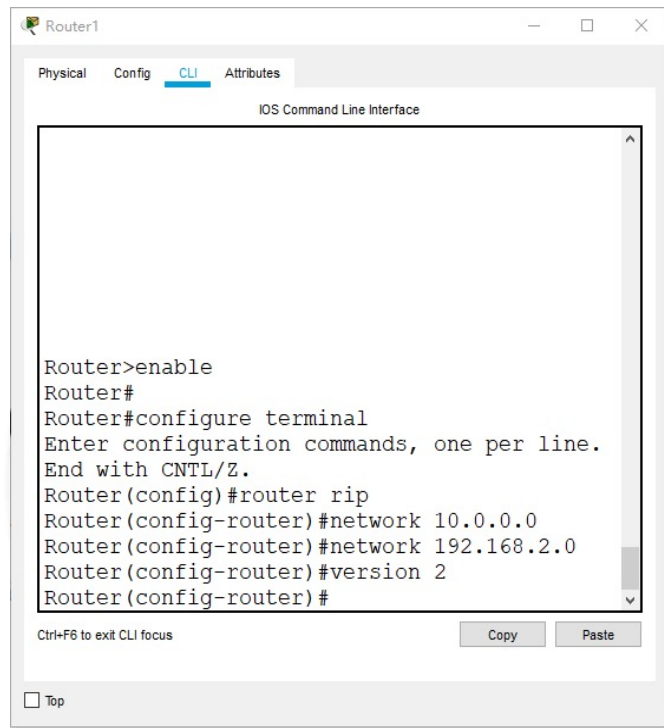 Router1
Physical Config CLI Attributes
IOS Command Line Interface
Router>enable
Router#
Router#configure terminal
Enter configuration commands, one per line.
End with CNTL/Z.
Router(config)#router rip
Router(config-router)#network 10.0.0.0
Router(config-router)#network 192.168.2.0
Router(config-router)#version 2
Router(config-router)#
Ctrl+F6 to exit CLI focus Copy Paste
Top